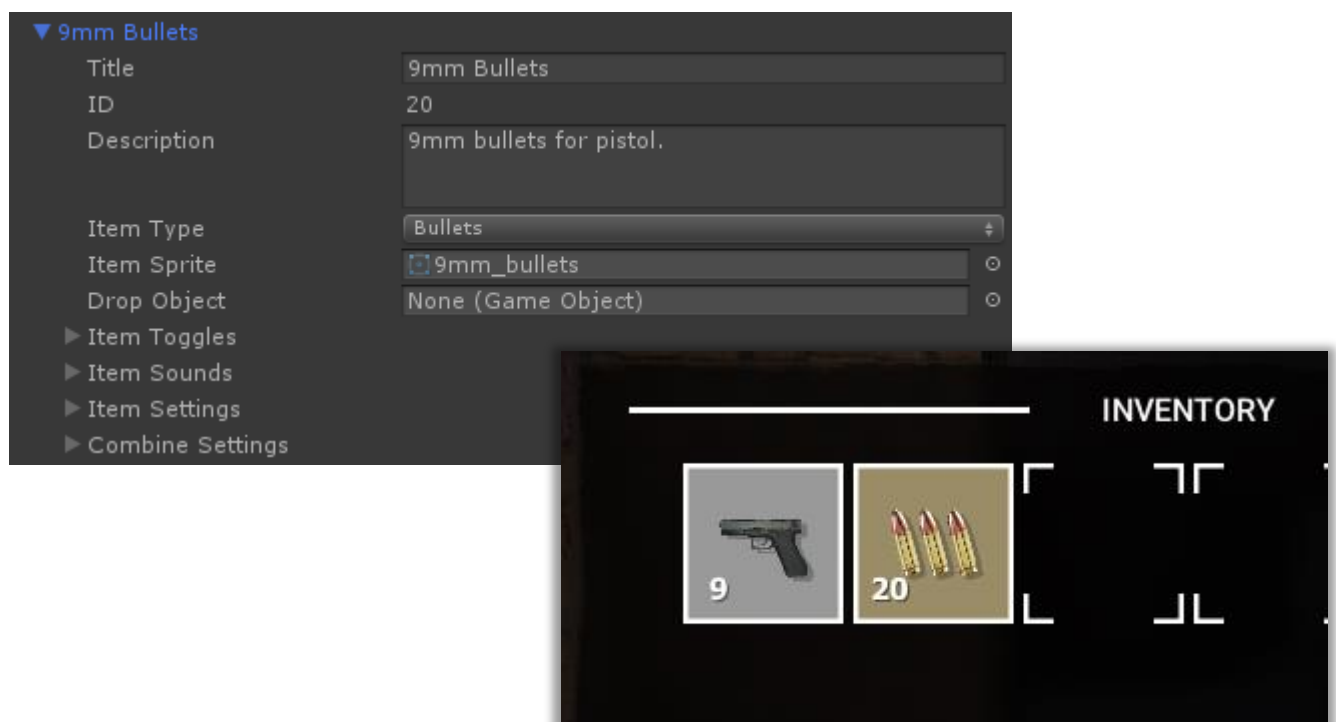 9mm Bullets
Title 9mm Bullets
ID 20
Description 9mm bullets for pistol.
Item Type Bullets
Item Sprite 9mm_bullets
Drop Object None (Game Object)
Item Toggles
Item Sounds
Item Settings
Combine Settings
INVENTORY
9 20